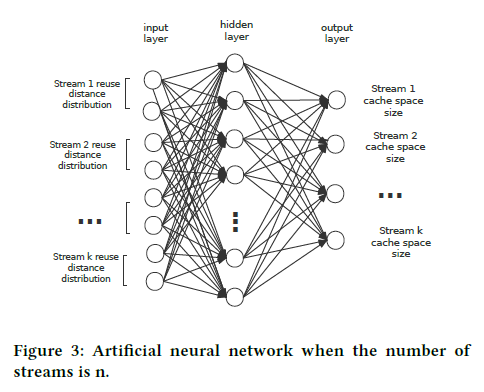 input
layer
hidden
layer
output
layer
Stream 1 reuse
distance
distribution
Stream 2 reuse
distance
distribution
...
Stream k reuse
distance
distribution
Stream 1
cache space
size
Stream 2
cache space
size
...
Stream k
cache space
size
Figure 3: Artificial neural network when the number of
streams is n.